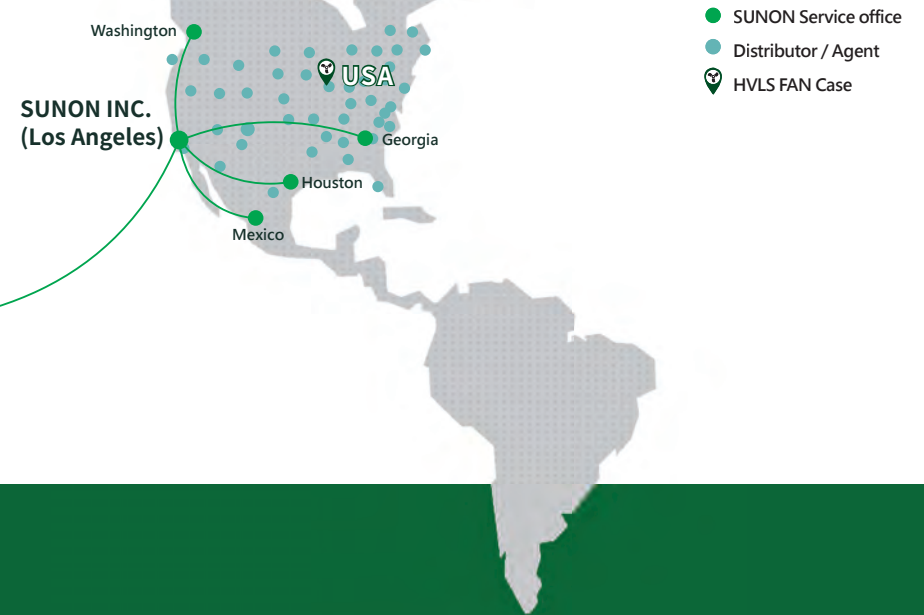 SUNON Service office
Distributor / Agent
HVLS FAN Case
Washington
USA
SUNON INC.
(Los Angeles)
Georgia
Houston
Mexico